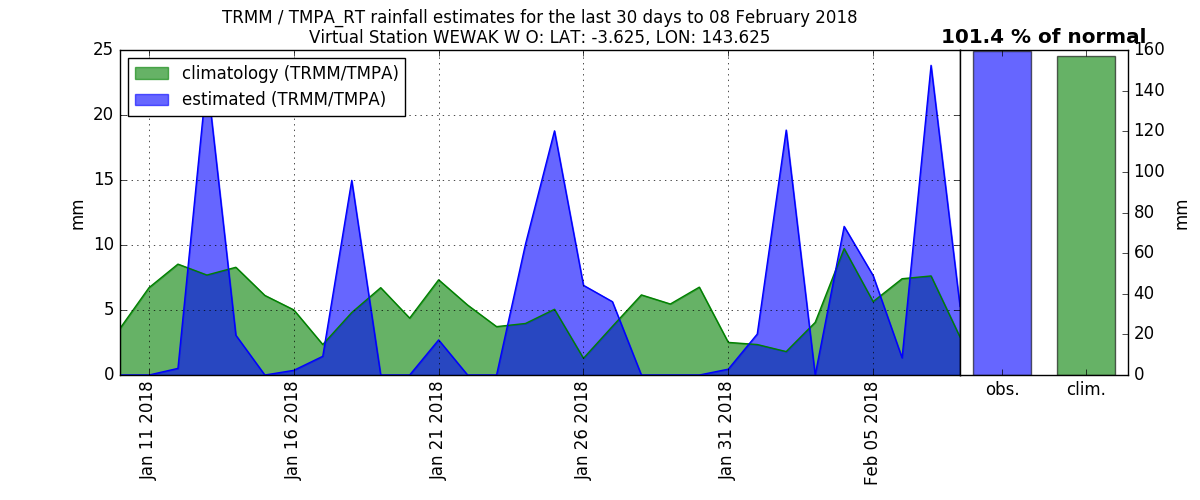 TRMM / TMPA_RT rainfall estimates for the last 30 days to 08 February 2018
Virtual Station WEWAK W O: LAT: -3.625, LON: 143.625
101.4 % of normal
climatology (TRMM/TMPA)
estimated (TRMM/TMPA)
mm
25
20
15
10
5
0
Jan 11 2018
Jan 16 2018
Jan 21 2018
Jan 26 2018
Jan 31 2018
Feb 05 2018
obs.
clim.
160
140
120
100
80
60
40
20
0
mm